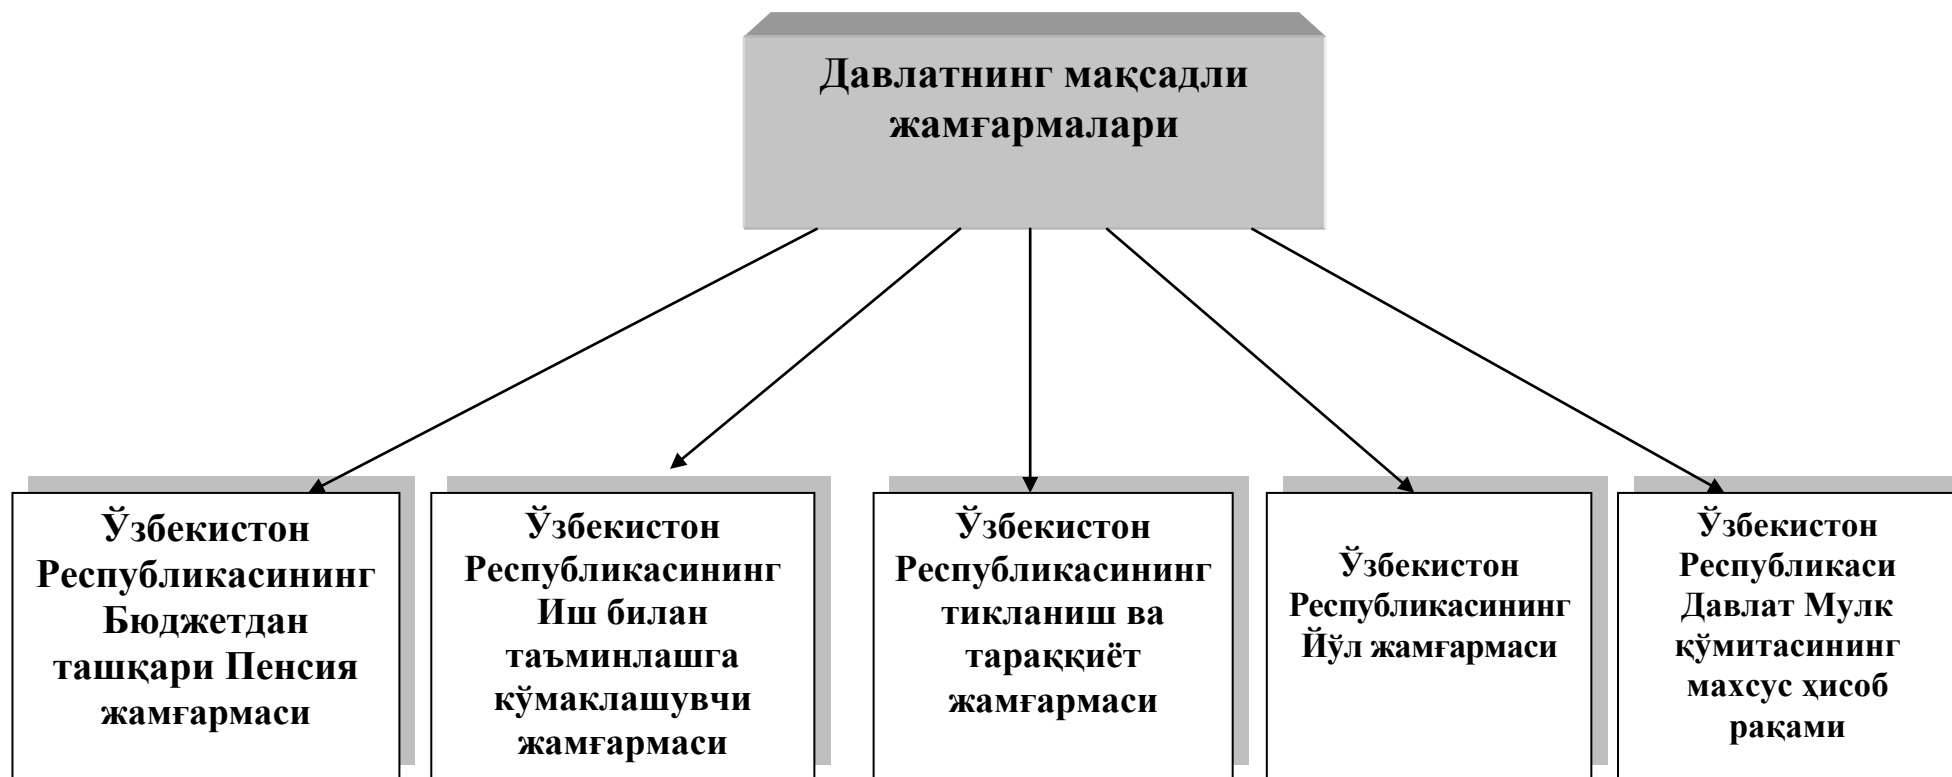 Давлатнинг мақсадли
жамғармалари
Ўзбекистон
Республикасининг
Бюджетдан
ташқари Пенсия
жамғармаси
Ўзбекистон
Республикасининг
Иш билан
таъминлашга
кўмаклашувчи
жамғармаси
Ўзбекистон
Республикасининг
тикланиш ва
тараққиёт
жамғармаси
Ўзбекистон
Республикасининг
Йўл жамғармаси
Ўзбекистон
Республикаси
Давлат Мулк
қўмитасининг
махсус ҳисоб
рақами